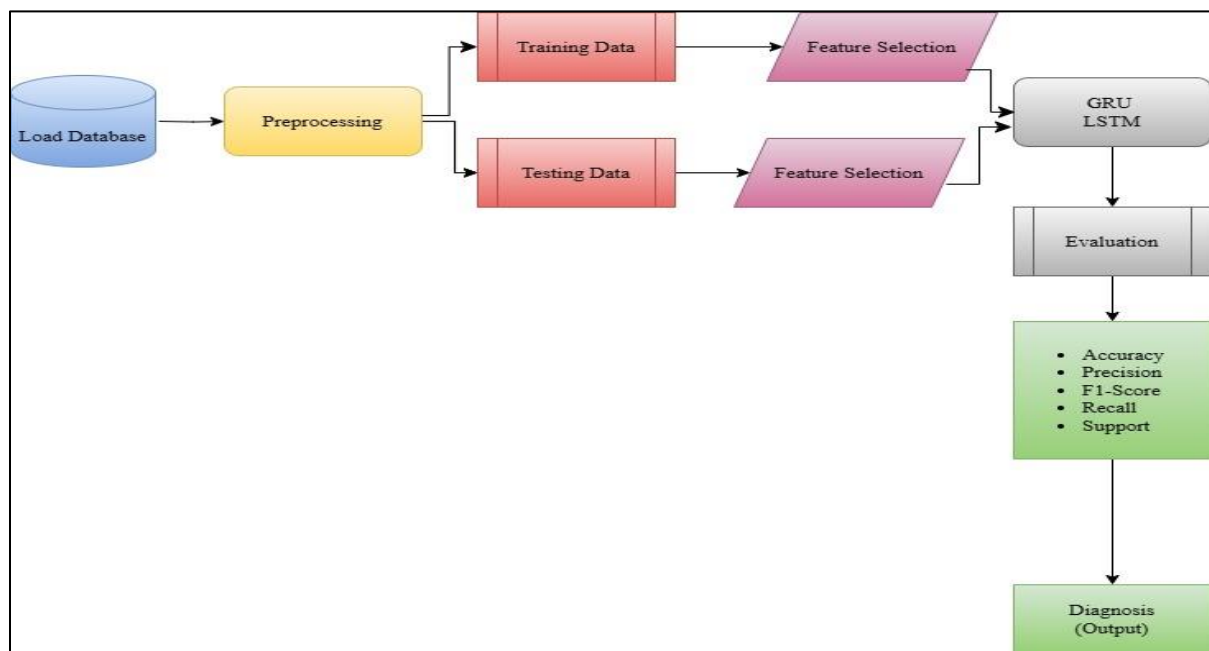 Load Database
Preprocessing
Training Data
Feature Selection
Testing Data
Feature Selection
GRU
LSTM
Evaluation
• Accuracy
• Precision
• F1-Score
• Recall
• Support
Diagnosis
(Output)